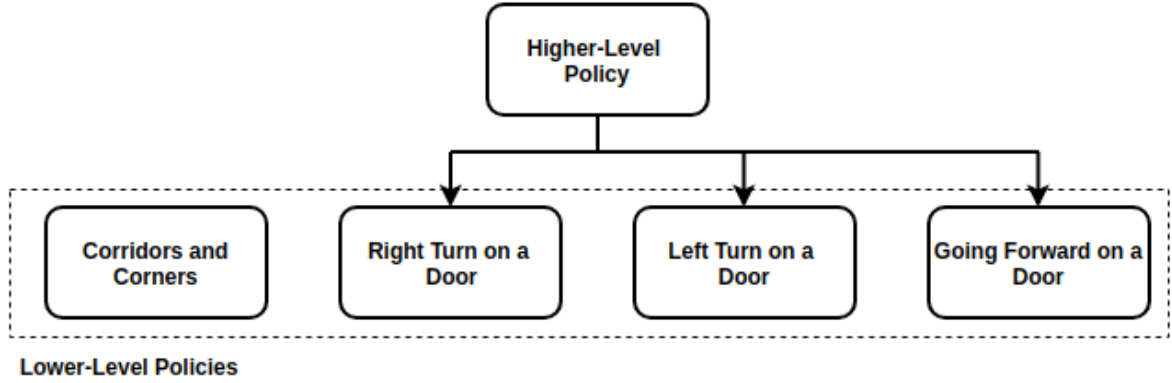 Higher-Level
Policy
Corridors and
Corners
Right Turn on a
Door
Left Turn on a
Door
Going Forward on a
Door
Lower-Level Policies